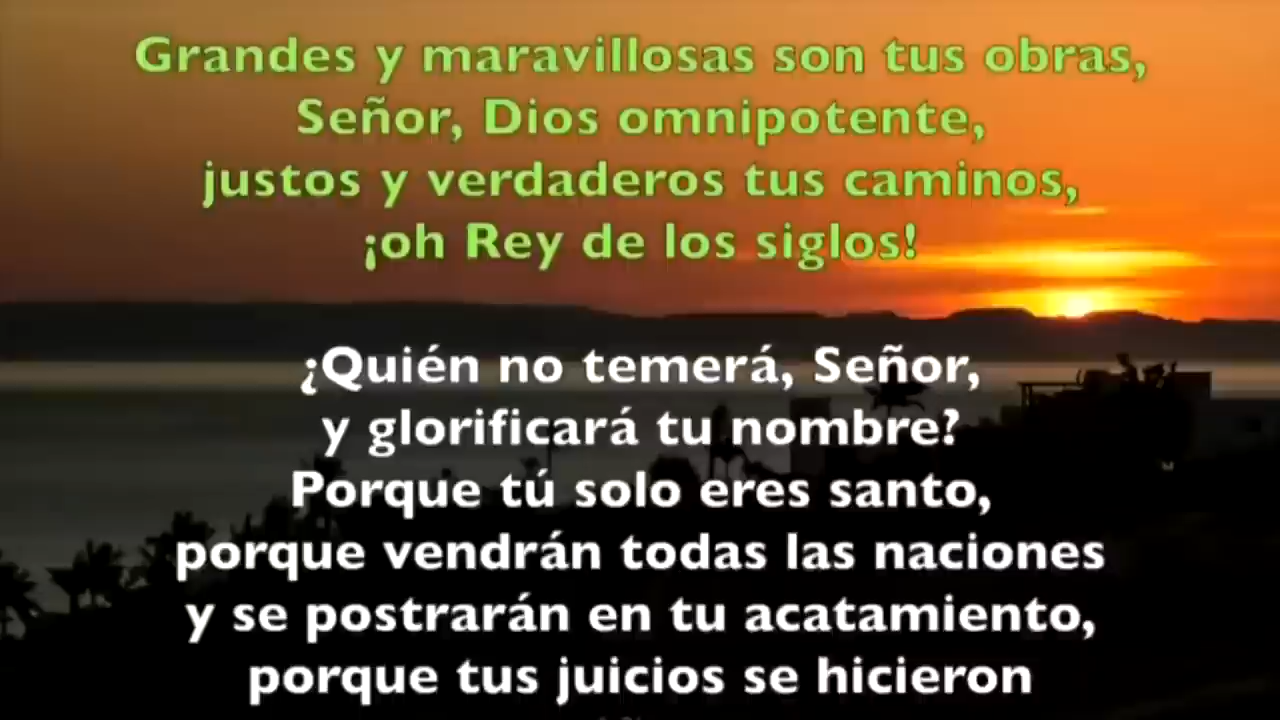 Grandes y maravillosas son tus obras,
Señor, Dios omnipotente,
justos y verdaderos tus caminos,
¡oh Rey de los siglos!
¿Quién no temerá, Señor,
y glorificará tu nombre?
Porque tú solo eres santo,
porque vendrán todas las naciones
y se postrarán en tu acatamiento,
porque tus juicios se hicieron